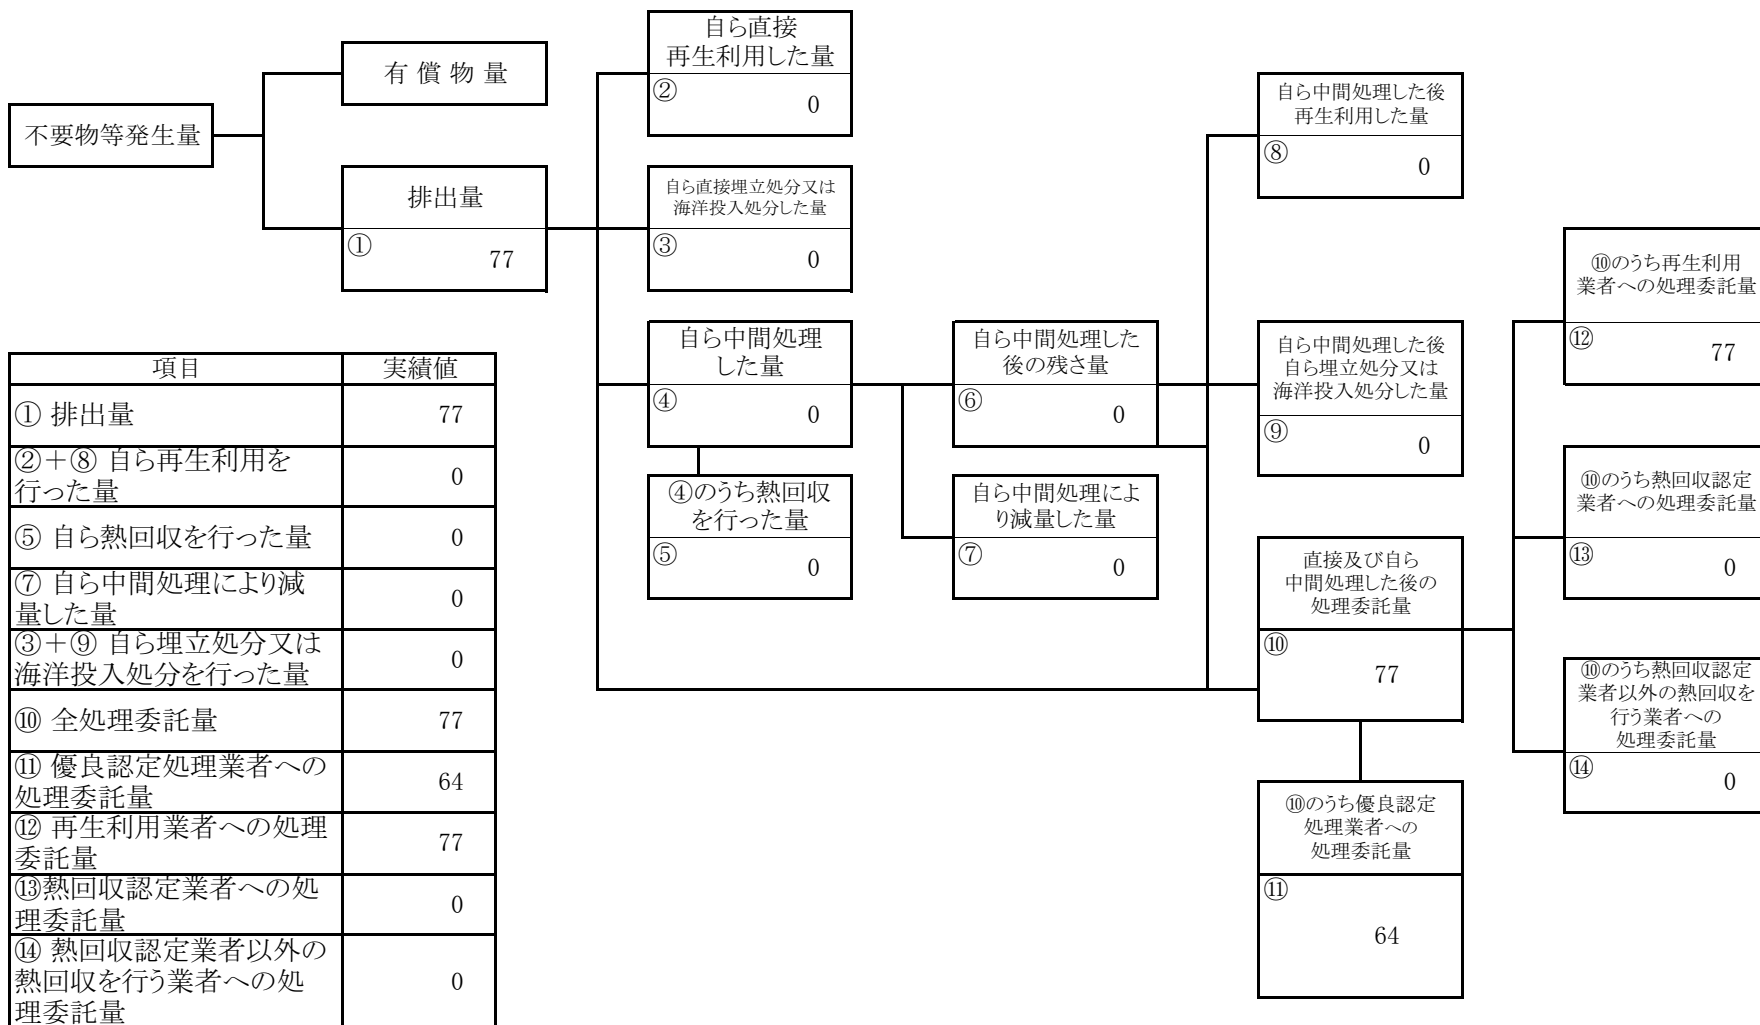 不要物等発生量
有 償 物 量
排出量
①
77
自ら直接
再生利用した量
②
0
自ら直接埋立処分又は
海洋投入処分した量
③
0
自ら中間処理
した量
④
0
④のうち熱回収
を行った量
⑤
0
自ら中間処理した
後の残さ量
⑥
0
自ら中間処理によ
り減量した量
⑦
0
自ら中間処理した後
再生利用した量
⑧
0
自ら中間処理した後
自ら埋立処分又は
海洋投入処分した量
⑨
0
直接及び自ら
中間処理した後の
処理委託量
⑩
77
⑩のうち優良認定
処理業者への
処理委託量
⑪
64
⑩のうち再生利用
業者への処理委託量
⑫
77
⑩のうち熱回収認定
業者への処理委託量
⑬
0
⑩のうち熱回収認定
業者以外の熱回収を
行う業者への
処理委託量
⑭
0
項目 実績値
① 排出量 77
②＋⑧ 自ら再生利用を
行った量 0
⑤ 自ら熱回収を行った量 0
⑦ 自ら中間処理により減
量した量 0
③＋⑨ 自ら埋立処分又は
海洋投入処分を行った量 0
⑩ 全処理委託量 77
⑪ 優良認定処理業者への
処理委託量 64
⑫ 再生利用業者への処理
委託量 77
⑬熱回収認定業者への処
理委託量 0
⑭ 熱回収認定業者以外の
熱回収を行う業者への処
理委託量 0